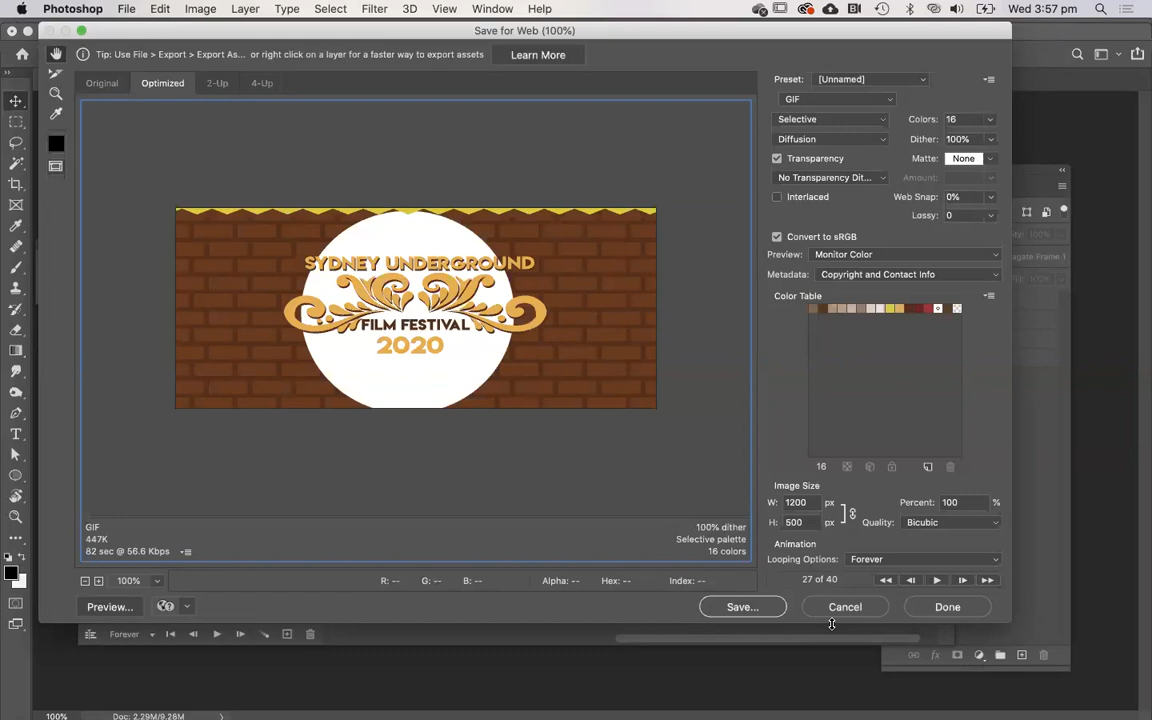 Photoshop File Edit Image Layer Type Select Filter 3D View Window Help Wed 3:57 pm
Save for Web (100%)
Tip: Use File > Export > Export As... or right click on a layer for a faster way to export assets Learn More
Original Optimized 2-Up 4-Up
Preset: [Unnamed]
GIF
Selective Colors: 16
Diffusion Dither: 100%
Transparency Matte: None
No Transparency Dit... Amount:
Interlaced Web Snap: 0%
Lossy: 0
Convert to sRGB
Preview: Monitor Color
Metadata: Copyright and Contact Info
Color Table
16
Image Size
W: 1200 px Percent: 100 %
H: 500 px Quality: Bicubic
Animation
Looping Options: Forever
27 of 40
SYDNEY UNDERGROUND
FILM FESTIVAL
2020
GIF 100% dither
447K Selective palette
82 sec @ 56.6 Kbps 16 colors
100% R: -- G: -- B: -- Alpha: -- Hex: -- Index: --
Preview... Save... Cancel Done
Forever
100% Doc: 2.29M/9.26M